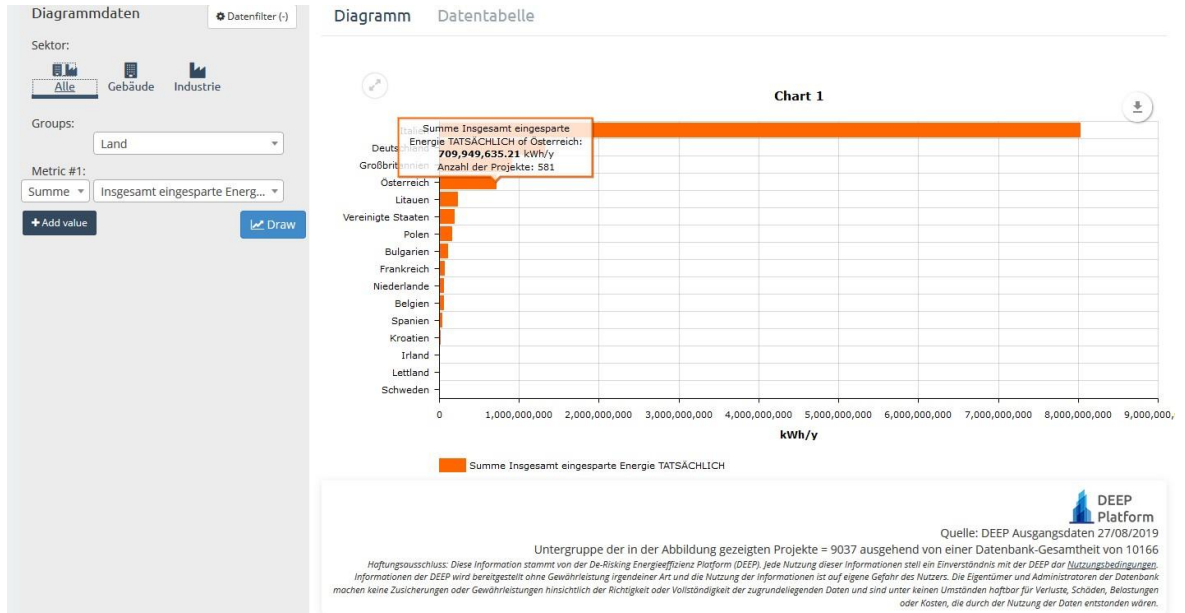 Diagrammdaten
Datenfilter (-)
Sektor:
Alle
Gebäude
Industrie
Groups:
Land
Metric #1:
Summe
Insgesamt eingesparte Energ...
+Add value
Draw
Diagramm
Datentabelle
Chart 1
Summe Insgesamt eingesparte
Energie TATSÄCHLICH of Österreich:
709,949,635.21 kWh/y
Anzahl der Projekte: 581
Italien
Deutschland
Großbritannien
Österreich
Litauen
Vereinigte Staaten
Polen
Bulgarien
Frankreich
Niederlande
Belgien
Spanien
Kroatien
Irland
Lettland
Schweden
0 1,000,000,000 2,000,000,000 3,000,000,000 4,000,000,000 5,000,000,000 6,000,000,000 7,000,000,000 8,000,000,000 9,000,000,
kWh/y
Summe Insgesamt eingesparte Energie TATSÄCHLICH
DEEP
Platform
Quelle: DEEP Ausgangsdaten 27/08/2019
Untergruppe der in der Abbildung gezeigten Projekte = 9037 ausgehend von einer Datenbank-Gesamtheit von 10166
Haftungsausschluss: Diese Information stammt von der De-Risking Energieeffizienz Platform (DEEP). Jede Nutzung dieser Informationen stell ein Einverständnis mit der DEEP dar Nutzungsbedingungen.
Informationen der DEEP wird bereitgestellt ohne Gewährleistung irgendeiner Art und die Nutzung der Informationen ist auf eigene Gefahr des Nutzers. Die Eigentümer und Administratoren der Datenbank
machen keine Zusicherungen oder Gewährleistungen hinsichtlich der Richtigkeit oder Vollständigkeit der zugrundeliegenden Daten und sind unter keinen Umständen haftbar für Verluste, Schäden, Belastungen
oder Kosten, die durch der Nutzung der Daten entstanden wären.